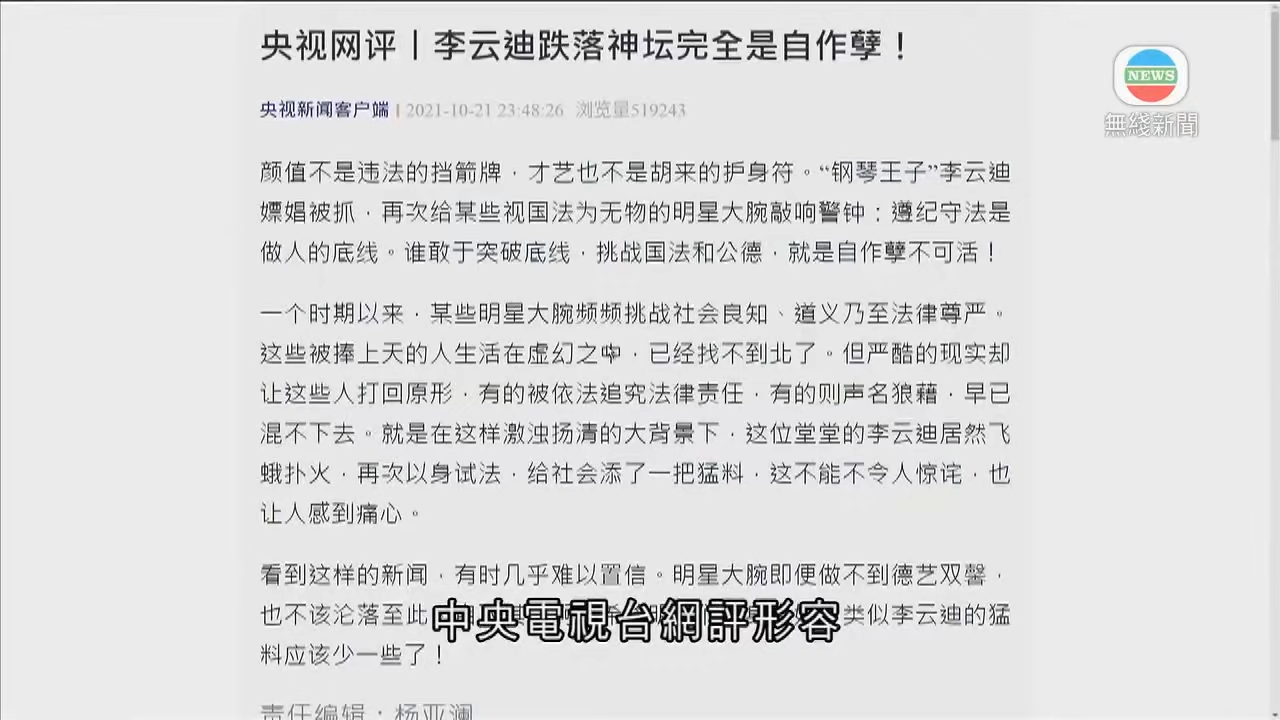 央视网评丨李云迪跌落神坛完全是自作孽！
央视新闻客户端 | 2021-10-21 23:48:26 浏览量519243
NEWS
無綫新聞
颜值不是违法的挡箭牌，才艺也不是胡来的护身符。“钢琴王子”李云迪
嫖娼被抓，再次给某些视国法为无物的明星大腕敲响警钟：遵纪守法是
做人的底线。谁敢于突破底线，挑战国法和公德，就是自作孽不可活！
一个时期以来，某些明星大腕频频挑战社会良知、道义乃至法律尊严。
这些被捧上天的人生活在虚幻之中，已经找不到北了。但严酷的现实却
让这些人打回原形，有的被依法追究法律责任，有的则声名狼藉，早已
混不下去。就是在这样激浊扬清的大背景下，这位堂堂的李云迪居然飞
蛾扑火，再次以身试法，给社会添了一把猛料，这不能不令人惊诧，也
让人感到痛心。
看到这样的新闻，有时几乎难以置信。明星大腕即便做不到德艺双馨，
也不该沦落至此 类似李云迪的猛
中央電視台網評形容
料应该少一些了！
责任编辑：杨亚澜